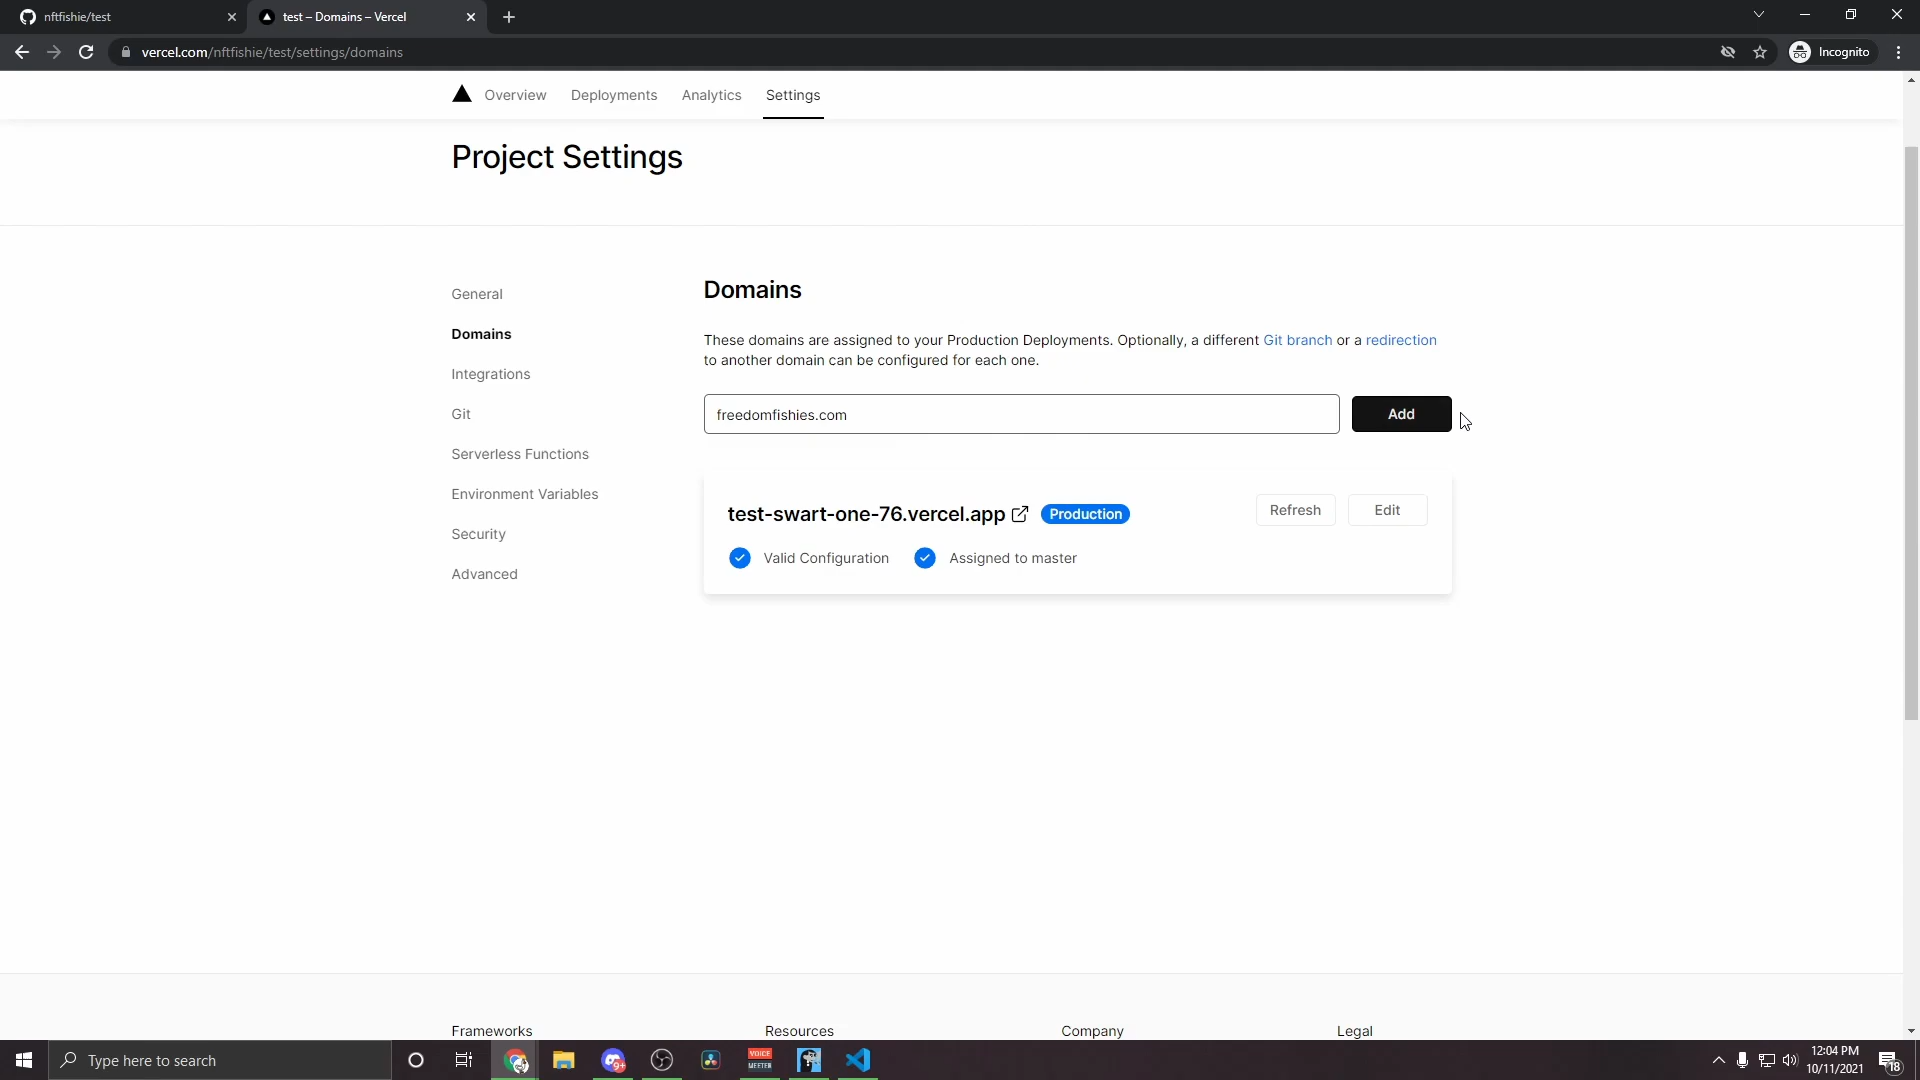 nftfishie/test
test – Domains – Vercel
vercel.com/nftfishie/test/settings/domains
Incognito
Overview
Deployments
Analytics
Settings
Project Settings
General
Domains
Integrations
Git
Serverless Functions
Environment Variables
Security
Advanced
Domains
These domains are assigned to your Production Deployments. Optionally, a different Git branch or a redirection
to another domain can be configured for each one.
freedomfishies.com
Add
test-swart-one-76.vercel.app
Production
Refresh
Edit
Valid Configuration
Assigned to master
Frameworks
Resources
Company
Legal
Type here to search
9+
VOICE
MEETER
12:04 PM
10/11/2021
18